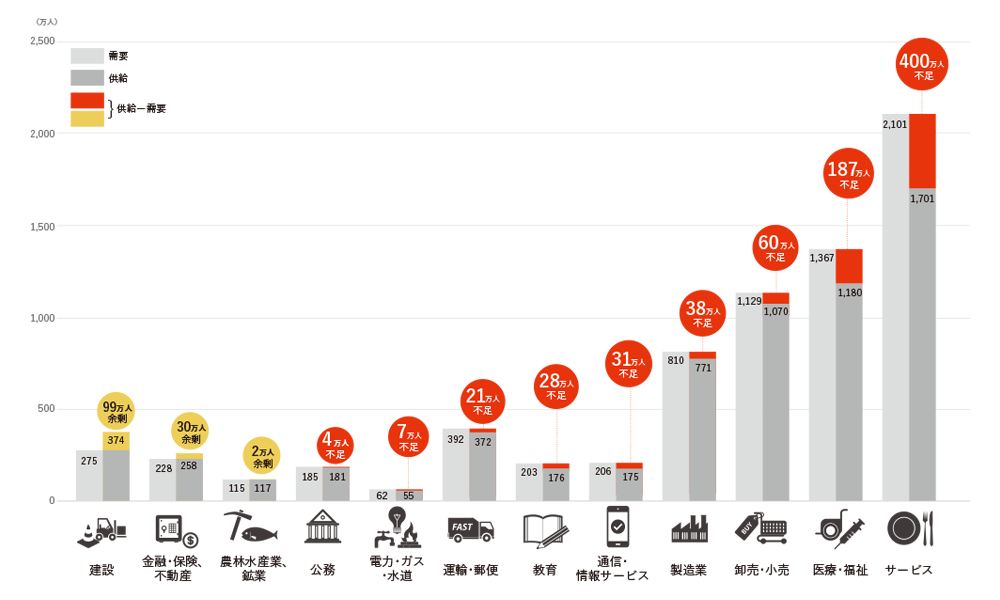 (万人)
2,500
2,000
1,500
1,000
500
0
需要
供給
供給ー需要
99万人
余剰
374
275
30万人
余剰
228
258
2万人
余剰
115
117
4万人
不足
185
181
7万人
不足
62
55
21万人
不足
392
372
28万人
不足
203
176
31万人
不足
206
175
38万人
不足
810
771
60万人
不足
1,129
1,070
187万人
不足
1,367
1,180
400万人
不足
2,101
1,701
FAST
BUY
建設
金融・保険、
不動産
農林水産業、
鉱業
公務
電力・ガス
・水道
運輸・郵便
教育
通信・
情報サービス
製造業
卸売・小売
医療・福祉
サービス